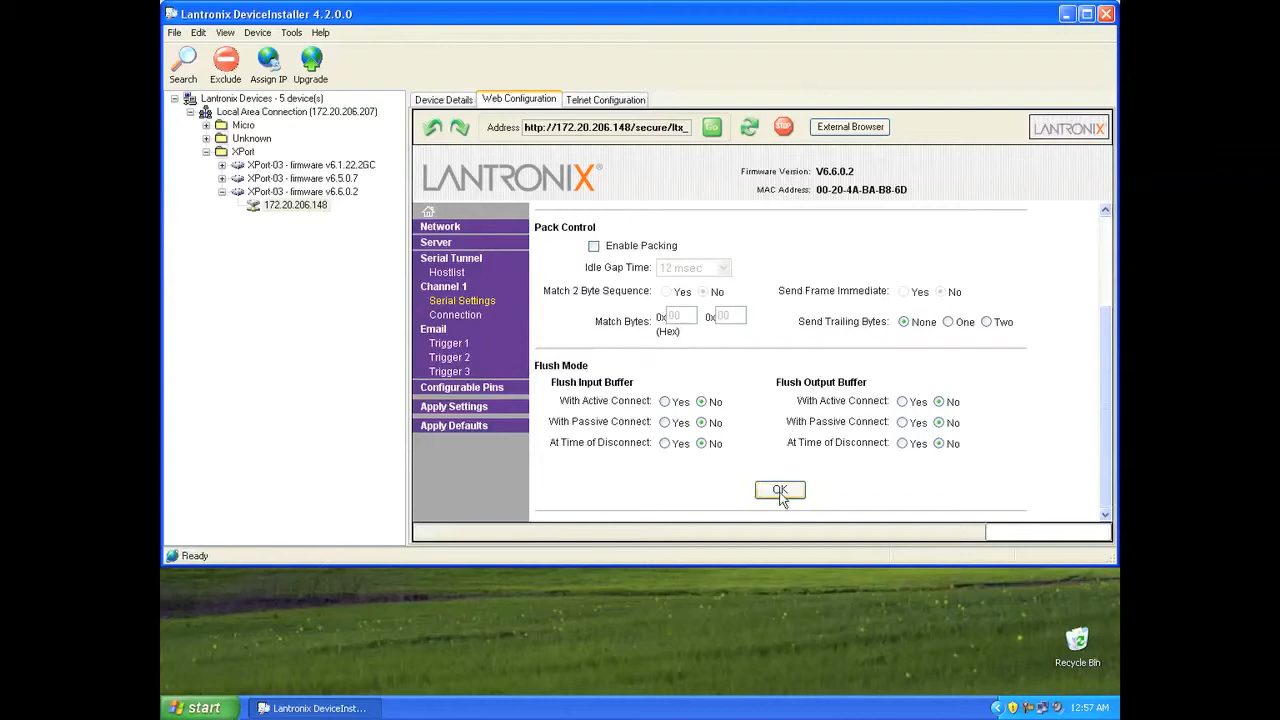 Lantronix DeviceInstaller 4.2.0.0
File Edit View Device Tools Help
Search Exclude Assign IP Upgrade
Lantronix Devices - 5 device(s)
Local Area Connection (172.20.206.207)
Micro
Unknown
XPort
XPort-03 - firmware v6.1.22.2GC
XPort-03 - firmware v6.5.0.7
XPort-03 - firmware v6.6.0.2
172.20.206.148
Device Details Web Configuration Telnet Configuration
Address http://172.20.206.148/secure/ltx_ Go STOP External Browser LANTRONIX
LANTRONIX®
Firmware Version: V6.6.0.2
MAC Address: 00-20-4A-BA-B8-6D
Network
Server
Serial Tunnel
Hostlist
Channel 1
Serial Settings
Connection
Email
Trigger 1
Trigger 2
Trigger 3
Configurable Pins
Apply Settings
Apply Defaults
Pack Control
Enable Packing
Idle Gap Time: 12 msec
Match 2 Byte Sequence: Yes No Send Frame Immediate: Yes No
Match Bytes: 0x 00 0x 00 Send Trailing Bytes: None One Two
(Hex)
Flush Mode
Flush Input Buffer Flush Output Buffer
With Active Connect: Yes No With Active Connect: Yes No
With Passive Connect: Yes No With Passive Connect: Yes No
At Time of Disconnect: Yes No At Time of Disconnect: Yes No
OK
Ready
Recycle Bin
start Lantronix DeviceInst... 12:57 AM